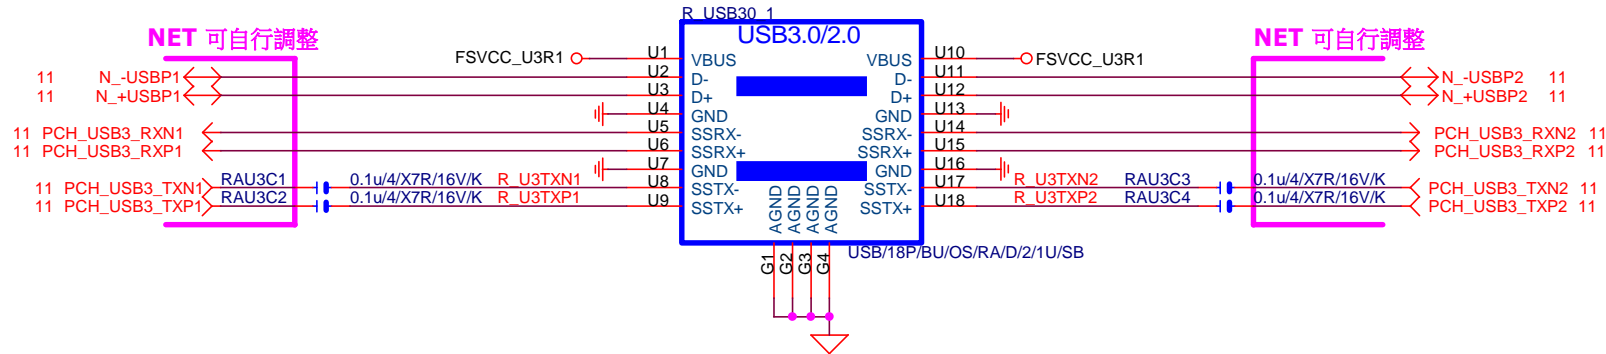 R_USB30_1
NET 可自行調整
USB3.0/2.0
NET 可自行調整
FSVCC_U3R1 U1 VBUS VBUS U10 FSVCC_U3R1
11 N_-USBP1 U2 D- D- U11 N_-USBP2 11
11 N_+USBP1 U3 D+ D+ U12 N_+USBP2 11
U4 GND GND U13
11 PCH_USB3_RXN1 U5 SSRX- SSRX- U14 PCH_USB3_RXN2 11
11 PCH_USB3_RXP1 U6 SSRX+ SSRX+ U15 PCH_USB3_RXP2 11
U7 GND GND U16
11 PCH_USB3_TXN1 RAU3C1 0.1u/4/X7R/16V/K R_U3TXN1 U8 SSTX- SSTX- U17 R_U3TXN2 RAU3C3 0.1u/4/X7R/16V/K PCH_USB3_TXN2 11
11 PCH_USB3_TXP1 RAU3C2 0.1u/4/X7R/16V/K R_U3TXP1 U9 SSTX+ SSTX+ U18 R_U3TXP2 RAU3C4 0.1u/4/X7R/16V/K PCH_USB3_TXP2 11
AGND AGND AGND AGND
G1 G2 G3 G4
USB/18P/BU/OS/RA/D/2/1U/SB